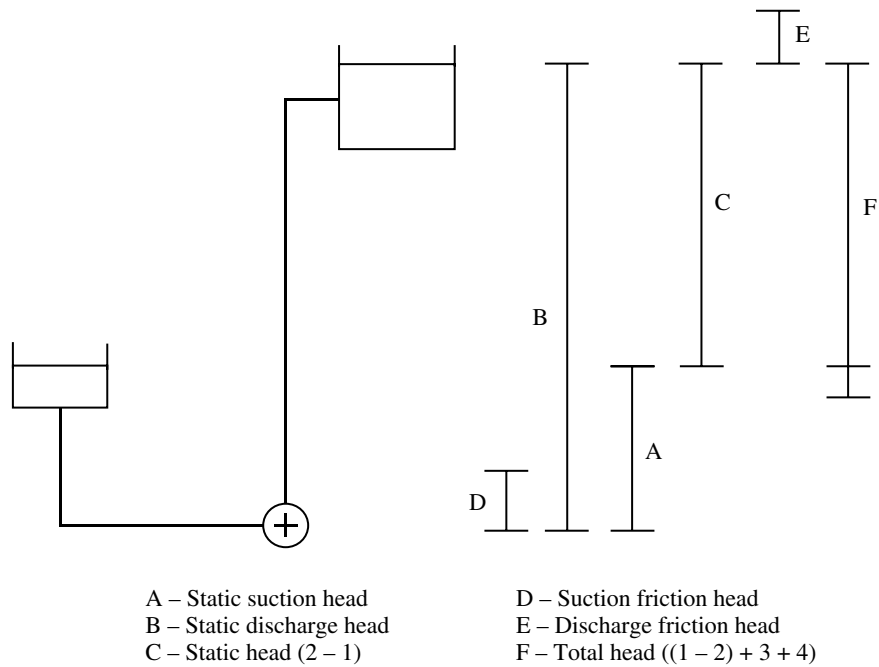 E
C
F
B
A
D
A – Static suction head
B – Static discharge head
C – Static head (2 – 1)
D – Suction friction head
E – Discharge friction head
F – Total head ((1 – 2) + 3 + 4)